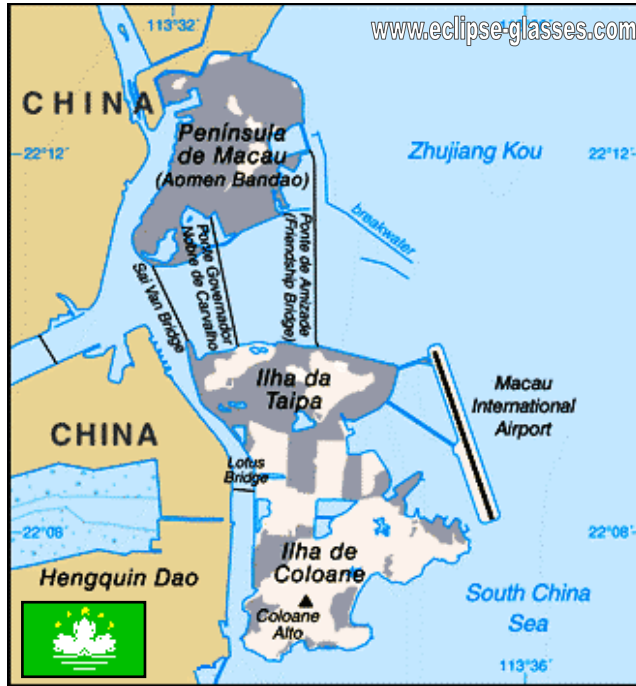 113°32'
www.eclipse-glasses.com
CHINA
Península
de Macau
(Aomen Bandao)
22°12'
Zhujiang Kou
22°12'
breakwater
Ponte de Amizade
(Friendship Bridge)
Ponte Governador
Nobre de Carvalho
Sai Van Bridge
Ilha da
Taipa
Macau
International
Airport
CHINA
Lotus
Bridge
22°08'
22°08'
Ilha de
Coloane
Hengquin Dao
Coloane
Alto
South China
Sea
113°36'